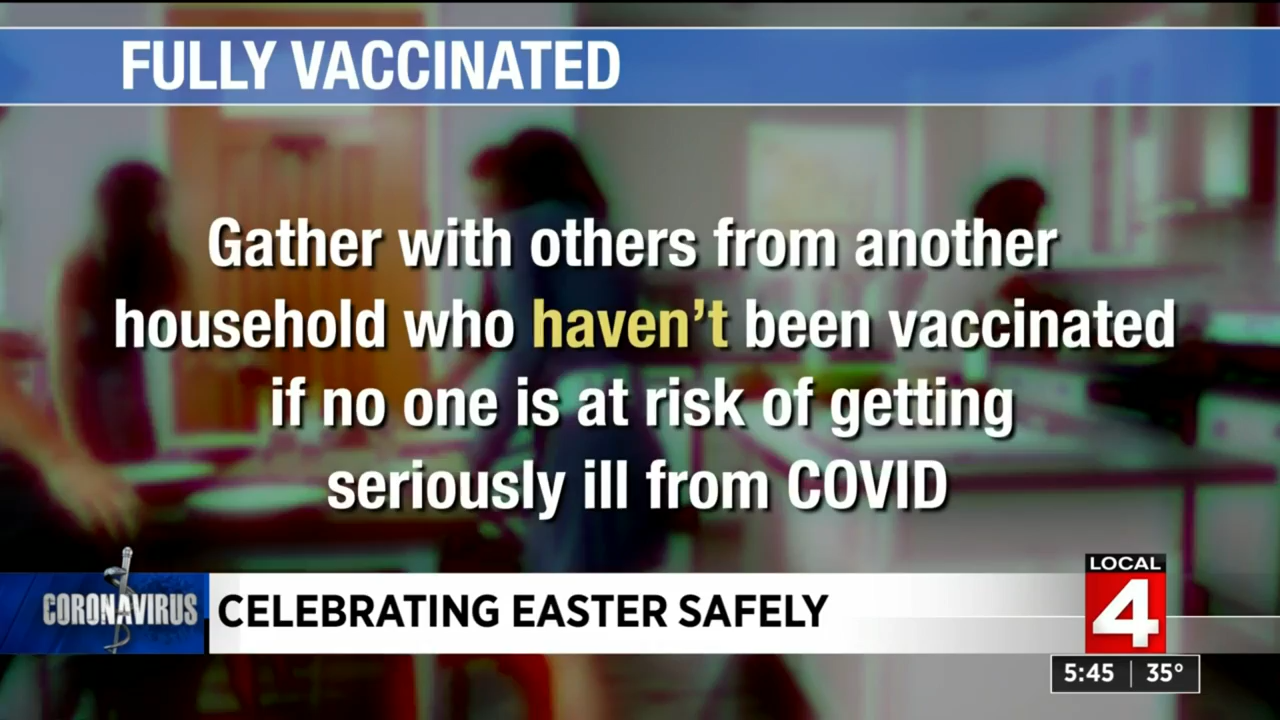 FULLY VACCINATED
Gather with others from another
household who haven't been vaccinated
if no one is at risk of getting
seriously ill from COVID
CORONAVIRUS
CELEBRATING EASTER SAFELY
LOCAL
4
5:45 35°